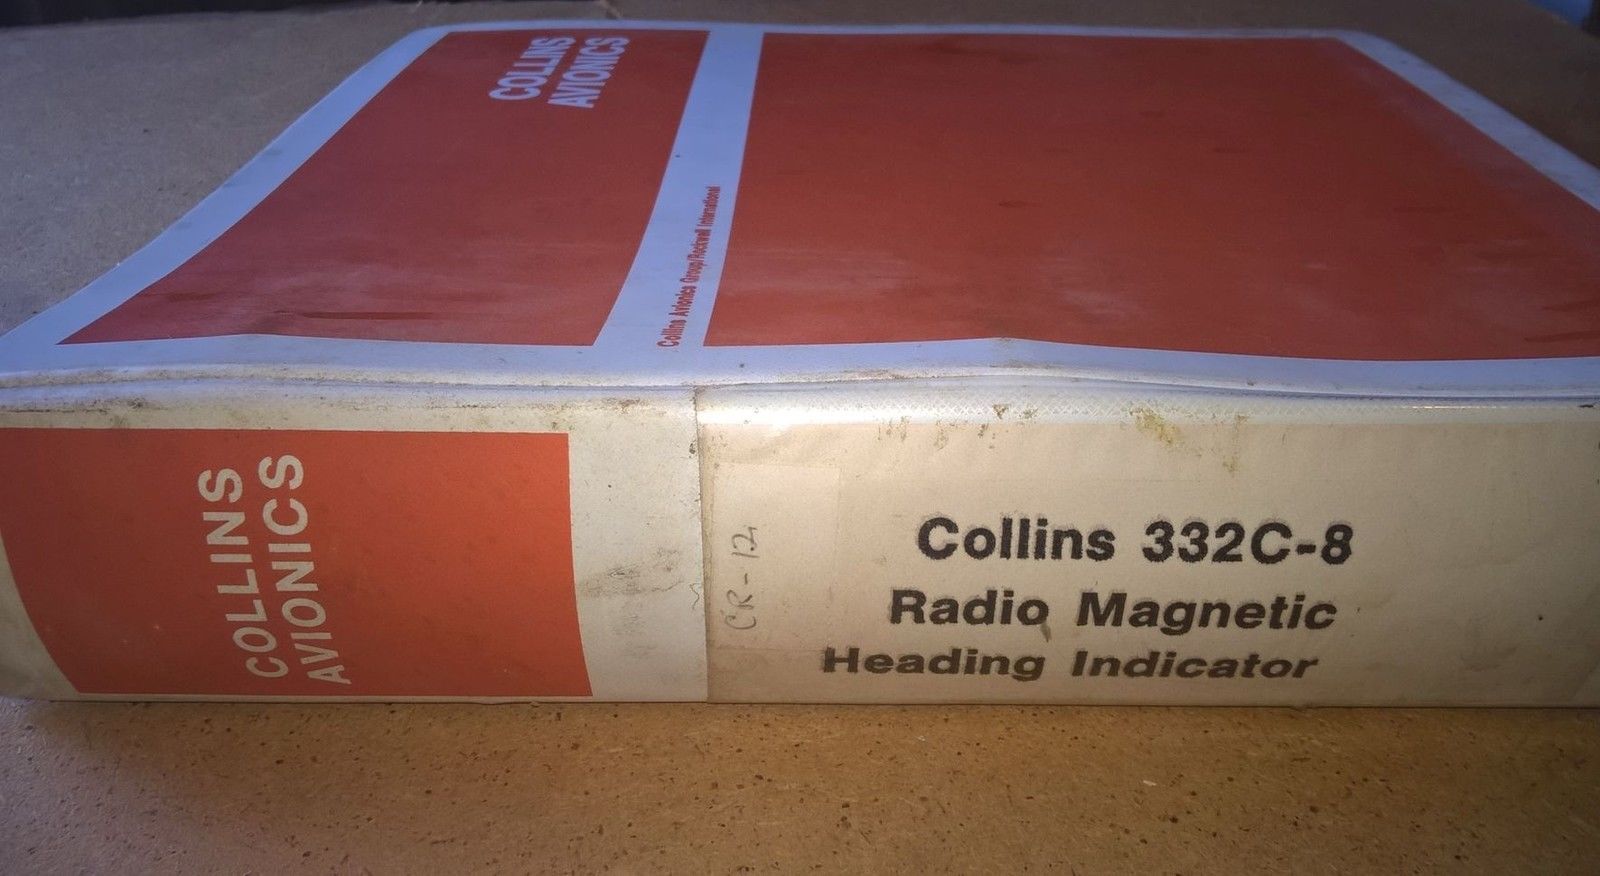 COLLINS
AVIONICS
Collins Avionics Group/Rockwell International
COLLINS
AVIONICS
CR-12
Collins 332C-8
Radio Magnetic
Heading Indicator